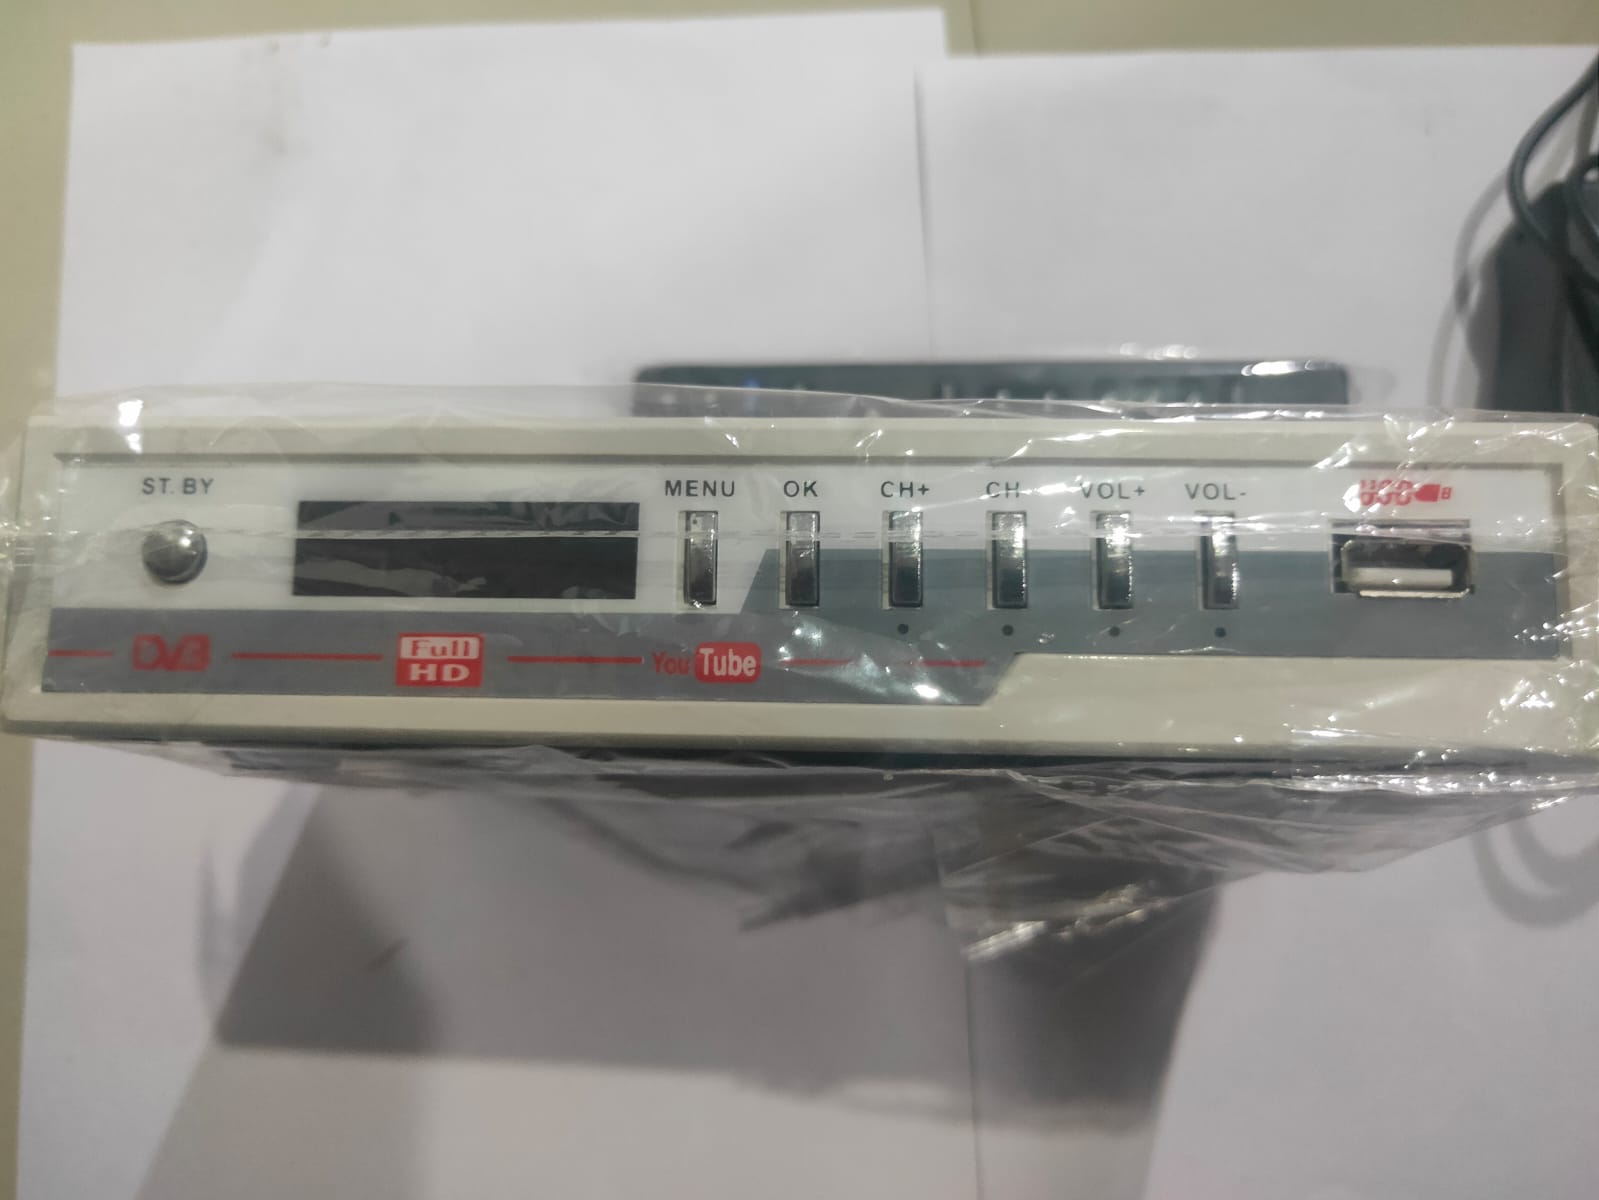 ST. BY
MENU OK CH+ CH- VOL+ VOL-
DVB
Full
HD
YouTube